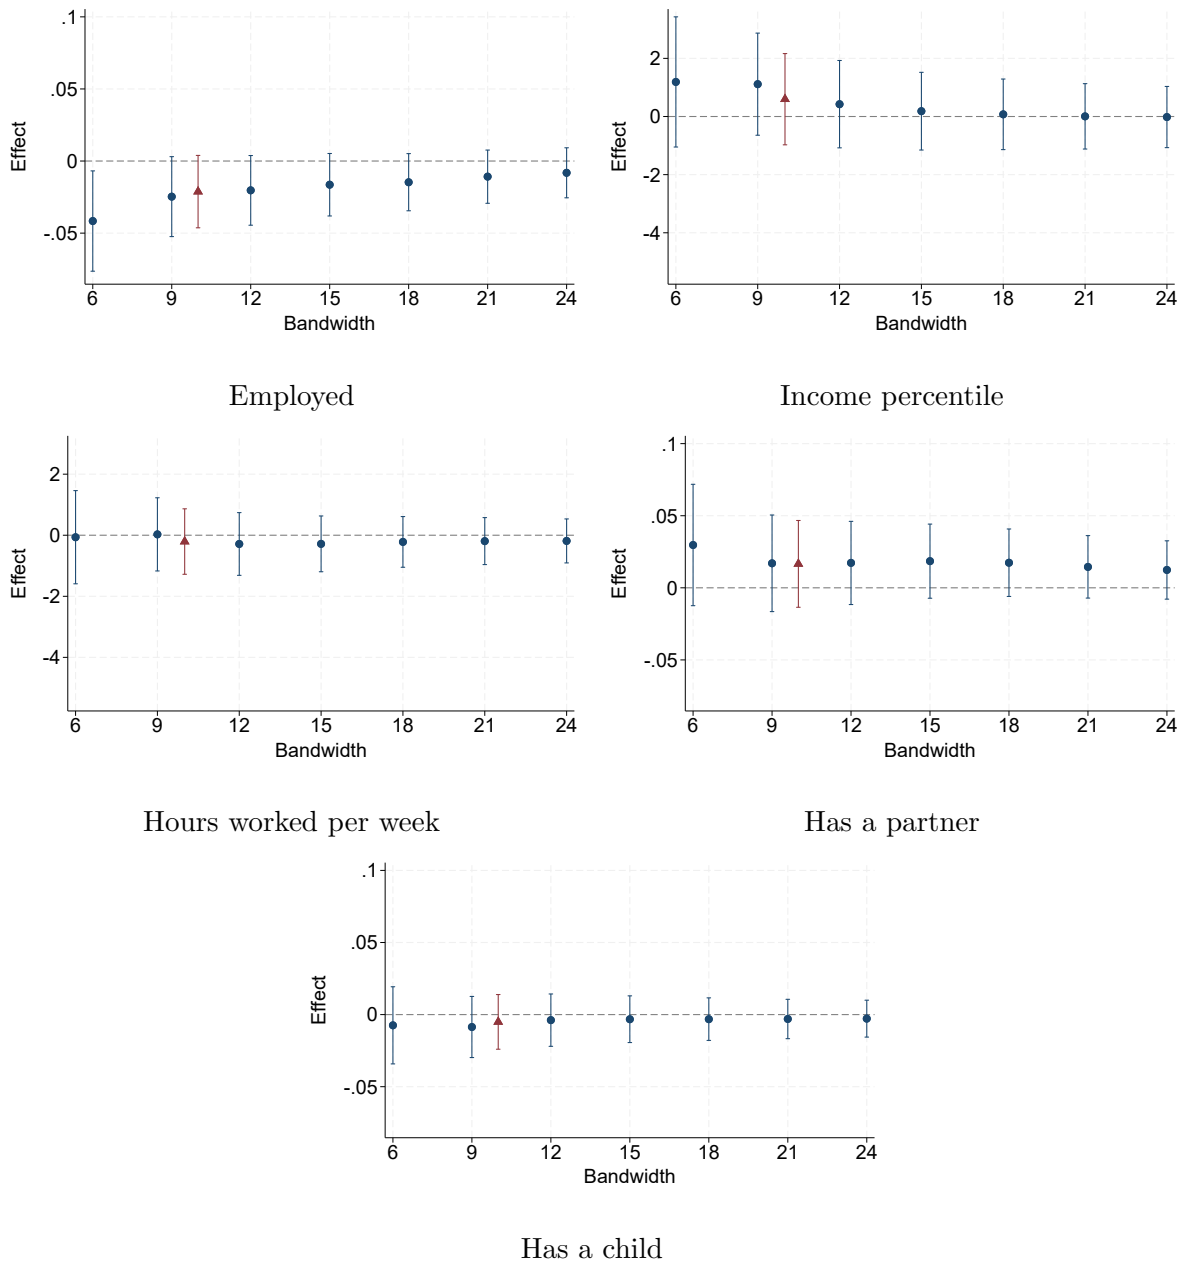 .1
.05
0
-.05
Effect
6 9 12 15 18 21 24
Bandwidth
Employed
2
0
-2
-4
Effect
6 9 12 15 18 21 24
Bandwidth
Income percentile
2
0
-2
-4
Effect
6 9 12 15 18 21 24
Bandwidth
Hours worked per week
.1
.05
0
-.05
Effect
6 9 12 15 18 21 24
Bandwidth
Has a partner
.1
.05
0
-.05
Effect
6 9 12 15 18 21 24
Bandwidth
Has a child